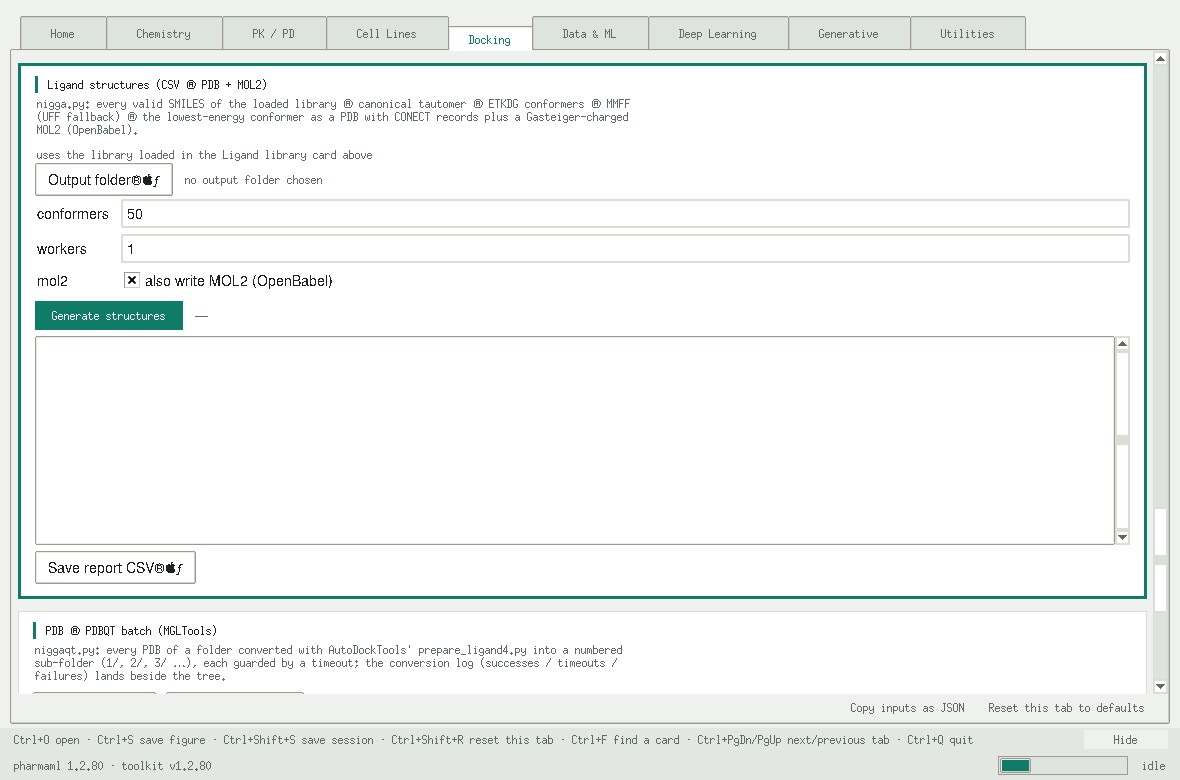 Home
Chemistry
PK / PD
Cell Lines
Docking
Data & ML
Deep Learning
Generative
Utilities
Ligand structures (CSV ® PDB + MOL2)
nigga.py: every valid SMILES of the loaded library ® canonical tautomer ® ETKDG conformers ® MMFF
(UFF fallback) ® the lowest-energy conformer as a PDB with CONECT records plus a Gasteiger-charged
MOL2 (OpenBabel).
uses the library loaded in the Ligand library card above
Output folder®ƒ no output folder chosen
conformers 50
workers 1
mol2 also write MOL2 (OpenBabel)
Generate structures —
Save report CSV®ƒ
PDB ® PDBQT batch (MGLTools)
niggaqt.py: every PDB of a folder converted with AutoDockTools' prepare_ligand4.py into a numbered
sub-folder (1/, 2/, 3/ …), each guarded by a timeout; the conversion log (successes / timeouts /
failures) lands beside the tree.
Copy inputs as JSON Reset this tab to defaults
Ctrl+O open · Ctrl+S save figure · Ctrl+Shift+S save session · Ctrl+Shift+R reset this tab · Ctrl+F find a card · Ctrl+PgDn/PgUp next/previous tab · Ctrl+Q quit Hide
pharmaml 1.2.80 · toolkit v1.2.80 idle